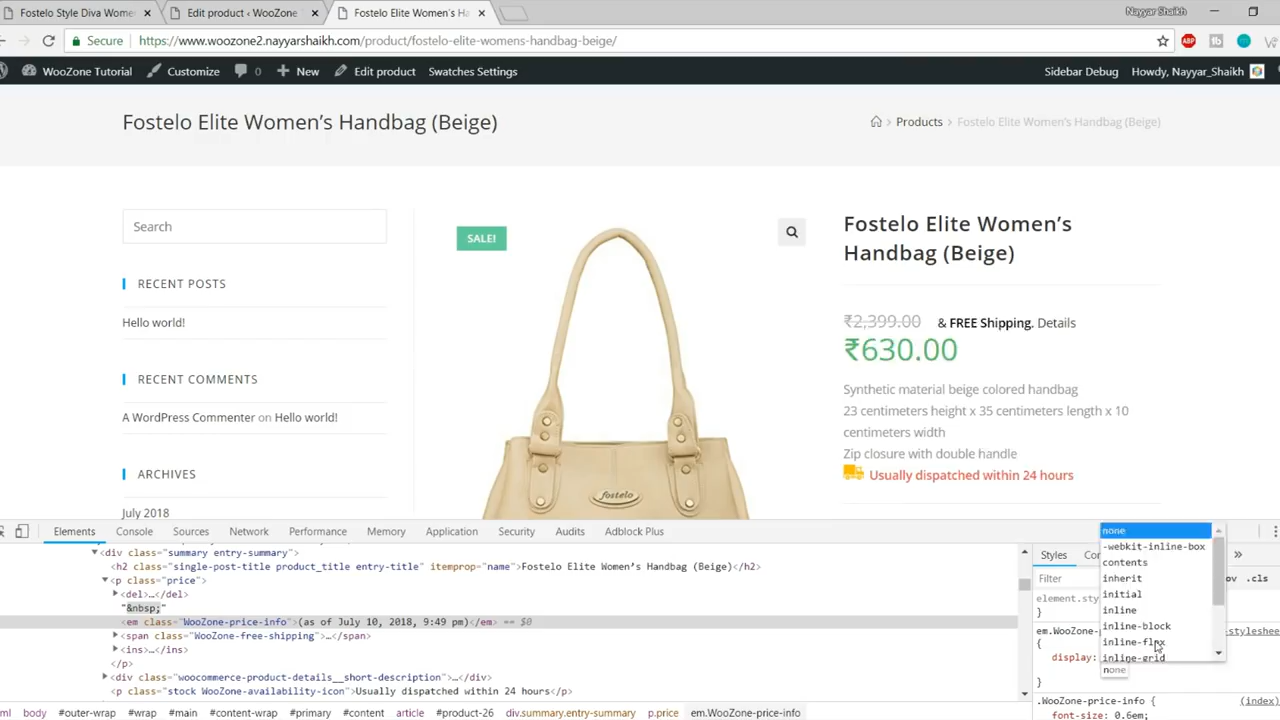 Fostelo Style Diva Wome
Edit product ‹ WooZone
Fostelo Elite Women's Ha
Nayyar Shaikh
Secure
https://www.woozone2.nayyarshaikh.com/product/fostelo-elite-womens-handbag-beige/
ABP
WooZone Tutorial
Customize
0
New
Edit product
Swatches Settings
Sidebar Debug
Howdy, Nayyar_Shaikh
Fostelo Elite Women’s Handbag (Beige)
Products > Fostelo Elite Women’s Handbag (Beige)
Search
RECENT POSTS
Hello world!
RECENT COMMENTS
A WordPress Commenter on Hello world!
ARCHIVES
July 2018
SALE!
fostelo
Fostelo Elite Women’s
Handbag (Beige)
₹2,399.00 & FREE Shipping. Details
₹630.00
Synthetic material beige colored handbag
23 centimeters height x 35 centimeters length x 10
centimeters width
Zip closure with double handle
Usually dispatched within 24 hours
Elements Console Sources Network Performance Memory Application Security Audits Adblock Plus
<div class="summary entry-summary">
<h2 class="single-post-title product_title entry-title" itemprop="name">Fostelo Elite Women’s Handbag (Beige)</h2>
<p class="price">
<del>…</del>
"&nbsp;"
<em class="WooZone-price-info">(as of July 10, 2018, 9:49 pm)</em> == $0
<span class="WooZone-free-shipping">…</span>
<ins>…</ins>
</p>
<div class="woocommerce-product-details__short-description">…</div>
<p class="stock WooZone-availability-icon">Usually dispatched within 24 hours</p>
ml body #outer-wrap #wrap #main #content-wrap #primary #content article #product-26 div.summary.entry-summary p.price em.WooZone-price-info
Styles Co
»
Filter
ov .cls
element.sty
}
em.WooZone-p
styleshee
{
display:
}
.WooZone-price-info {
(index)
font-size: 0.6em;
none
-webkit-inline-box
contents
inherit
initial
inline
inline-block
inline-flex
inline-grid
none